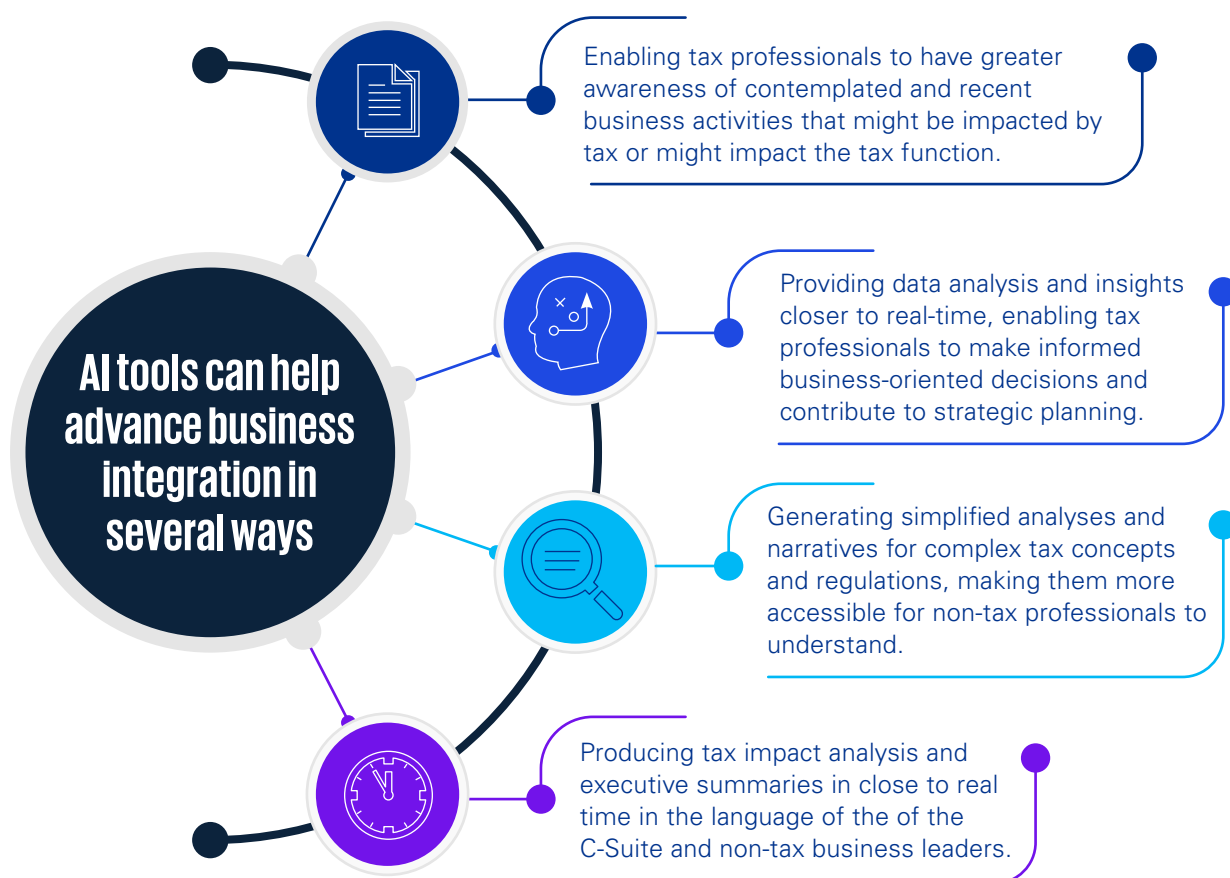 AI tools can help
advance business
integration in
several ways
Enabling tax professionals to have greater
awareness of contemplated and recent
business activities that might be impacted by
tax or might impact the tax function.
Providing data analysis and insights
closer to real-time, enabling tax
professionals to make informed
business-oriented decisions and
contribute to strategic planning.
Generating simplified analyses and
narratives for complex tax concepts
and regulations, making them more
accessible for non-tax professionals to
understand.
Producing tax impact analysis and
executive summaries in close to real
time in the language of the of the
C-Suite and non-tax business leaders.